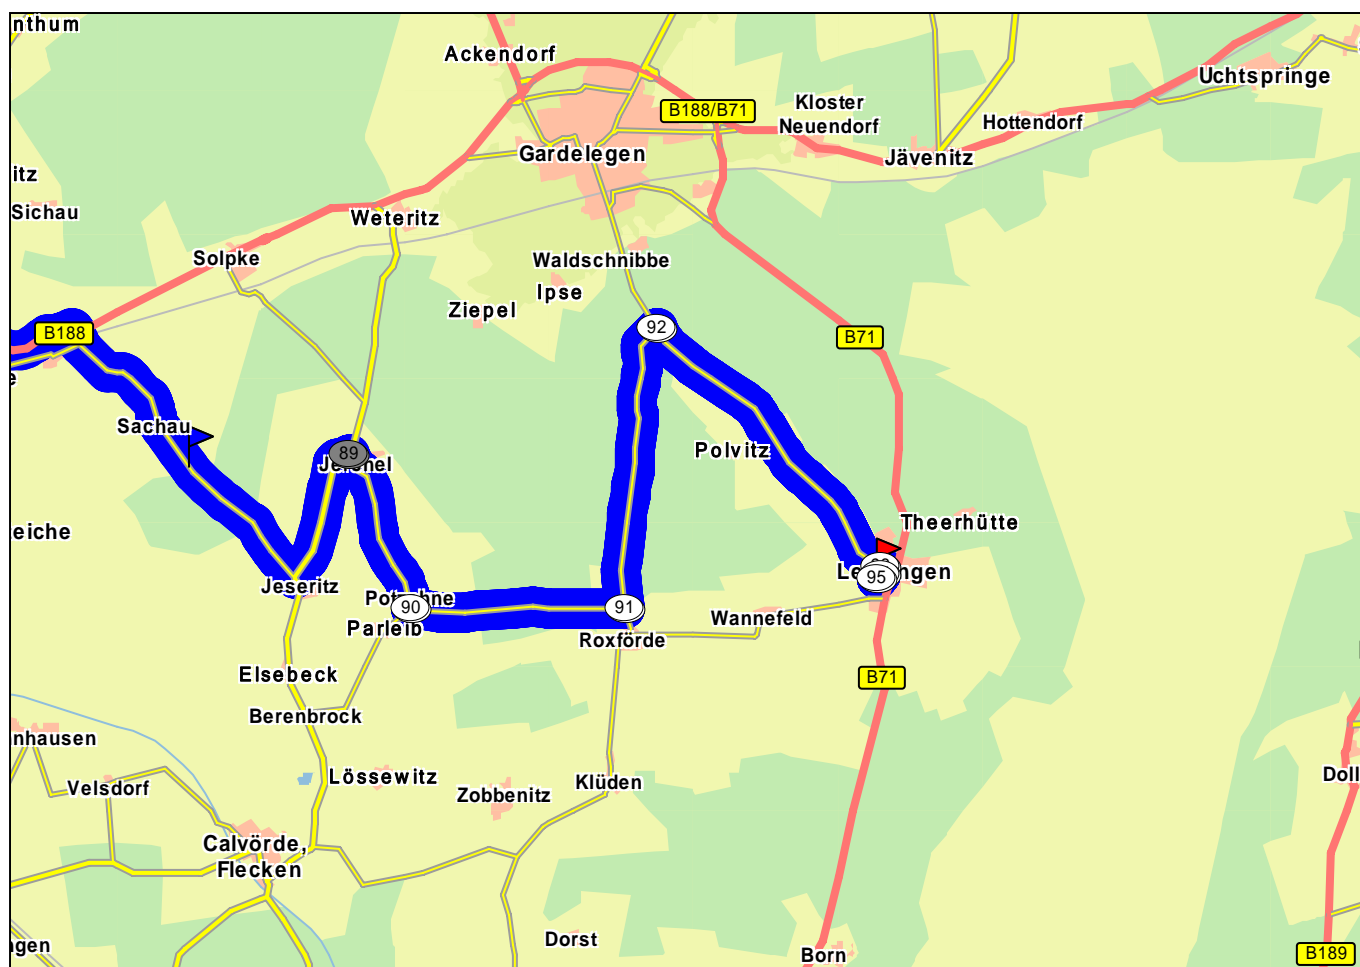 nthum
Ackendorf
Uchtspringe
B188/B71
Kloster
Neuendorf
Hottendorf
Gardelegen
Jävenitz
itz
Sichau
Weteritz
Solpke
Waldschnibbe
Ipse
Ziepel
92
B188
B71
e
Sachau
89
Polvitz
Theerhütte
eiche
95
Jeseritz
90
91
Parleib
Wannefeld
Roxförde
Elsebeck
B71
Berenbrock
nhausen
Lössewitz
Velsdorf
Zobbenitz
Klüden
Doll
Calvörde,
Flecken
gen
Dorst
Born
B189